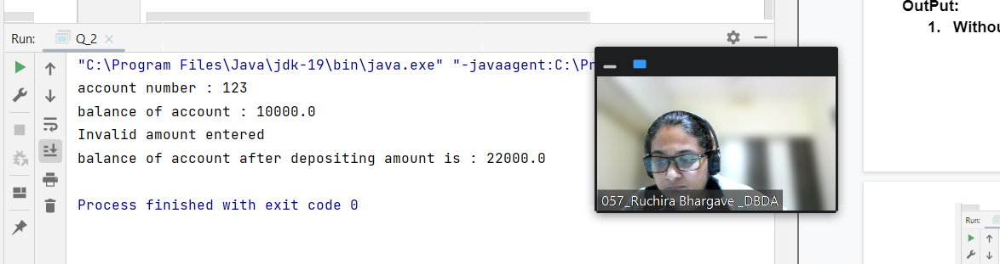 OutPut:
1. Withou
Run: Q_2
"C:\Program Files\Java\jdk-19\bin\java.exe" "-javaagent:C:\Pr
account number : 123
balance of account : 10000.0
Invalid amount entered
balance of account after depositing amount is : 22000.0
Process finished with exit code 0
057_Ruchira Bhargave _DBDA
Run: